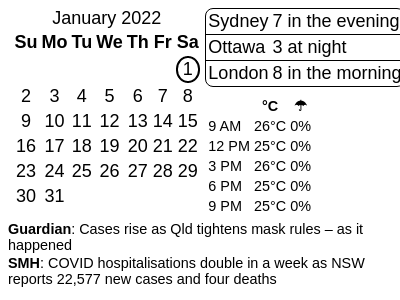 January 2022
Su Mo Tu We Th Fr Sa
1
2 3 4 5 6 7 8
9 10 11 12 13 14 15
16 17 18 19 20 21 22
23 24 25 26 27 28 29
30 31
Sydney 7 in the evening
Ottawa 3 at night
London 8 in the morning
°C ☂
9 AM 26°C 0%
12 PM 25°C 0%
3 PM 26°C 0%
6 PM 25°C 0%
9 PM 25°C 0%
Guardian: Cases rise as Qld tightens mask rules – as it
happened
SMH: COVID hospitalisations double in a week as NSW
reports 22,577 new cases and four deaths